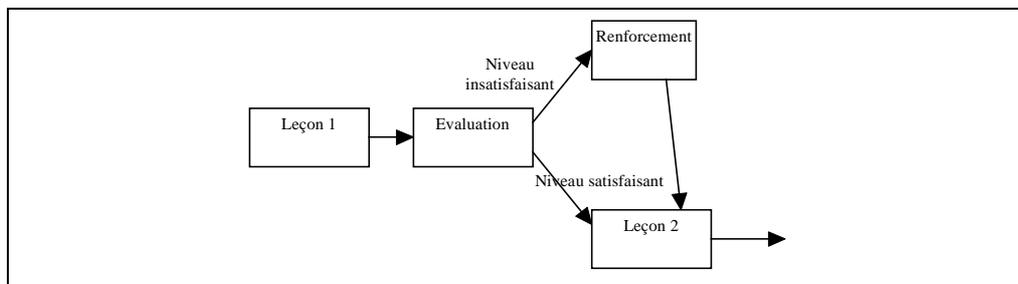 Renforcement
Niveau
insatisfaisant
Leçon 1
Evaluation
Niveau satisfaisant
Leçon 2